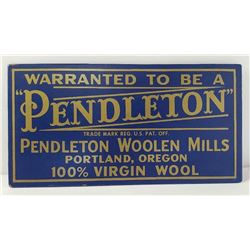 WARRANTED TO BE A
"PENDLETON"
TRADE MARK REG. U.S. PAT. OFF.
PENDLETON WOOLEN MILLS
PORTLAND, OREGON
100% VIRGIN WOOL